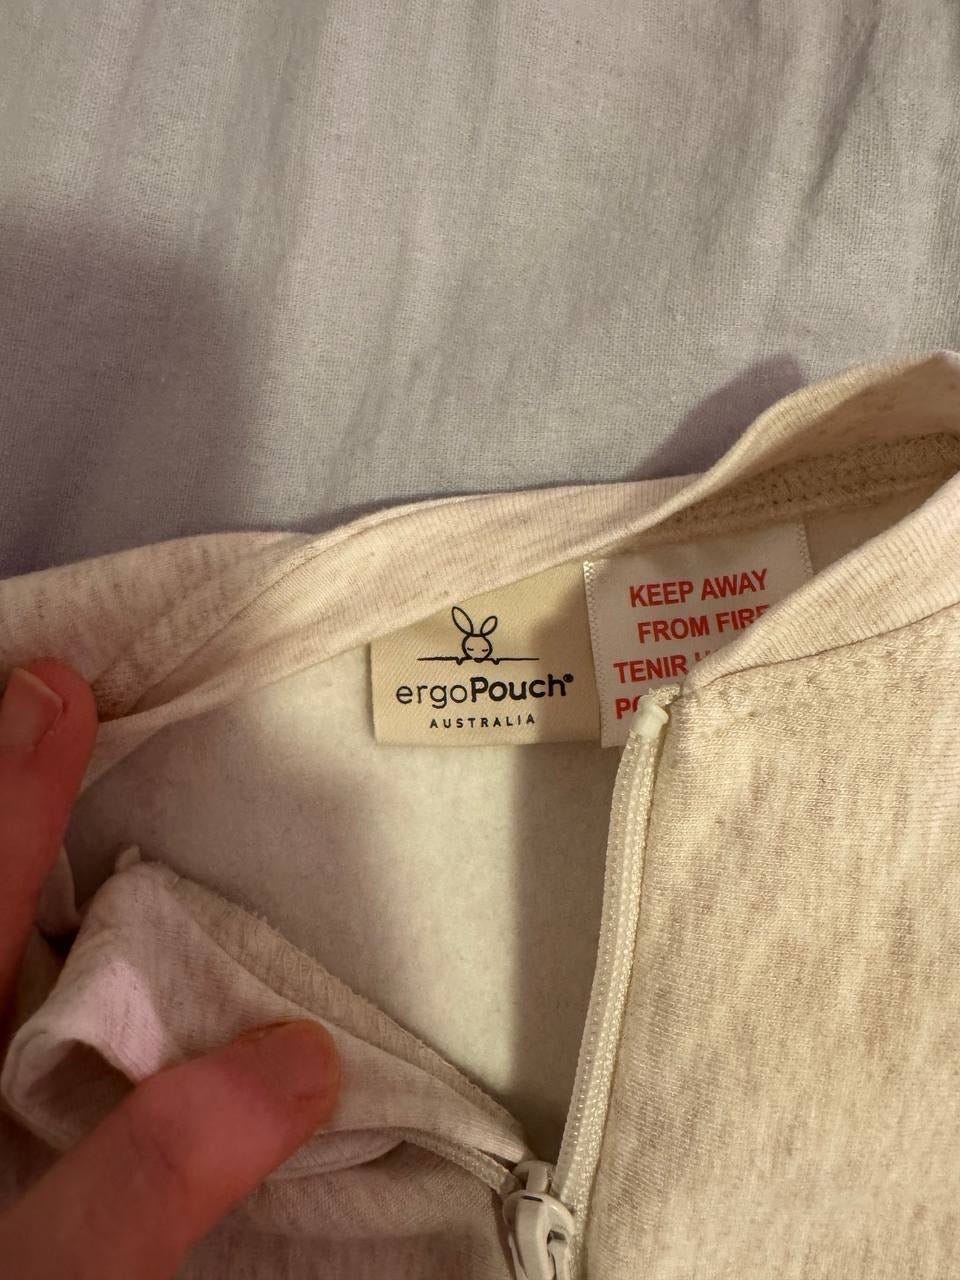 ergoPouch®
AUSTRALIA
KEEP AWAY
FROM FIRE
TENIR